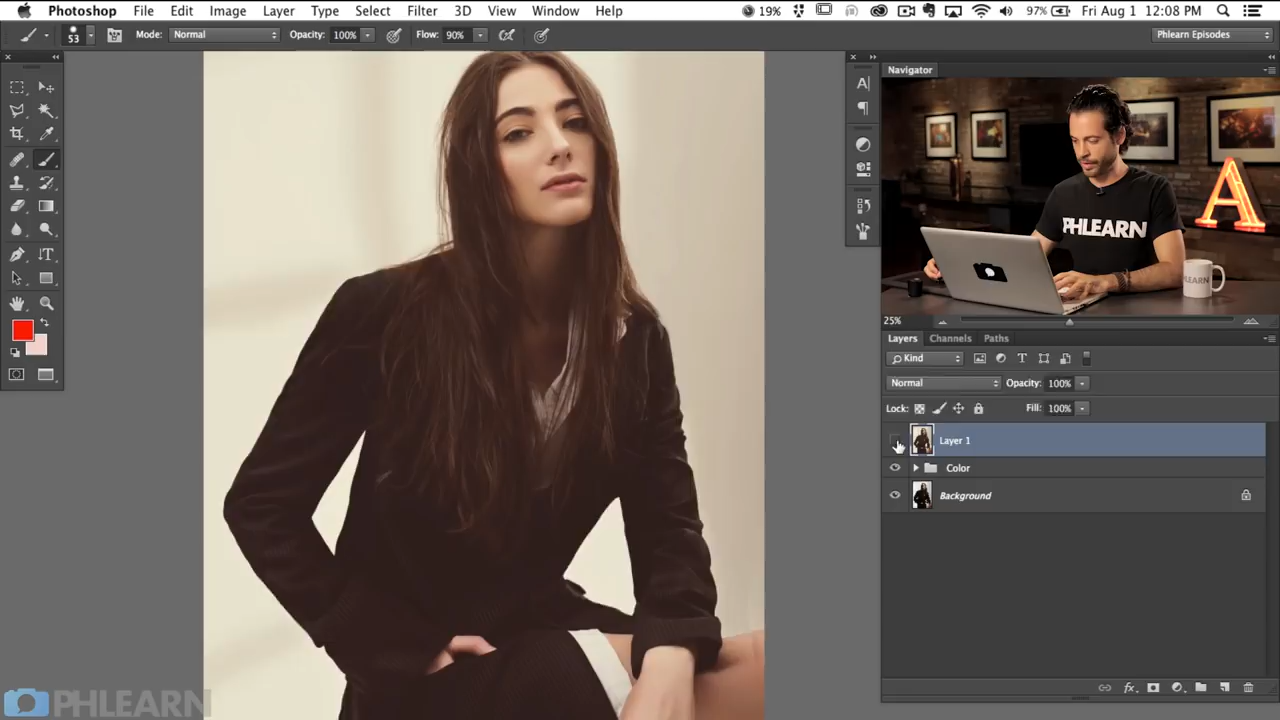 Photoshop File Edit Image Layer Type Select Filter 3D View Window Help 19% 97% Fri Aug 1 12:08 PM
53 Mode: Normal Opacity: 100% Flow: 90% Phlearn Episodes
Navigator
A
PHLEARN
PHLEARN
25%
Layers Channels Paths
Kind
Normal Opacity: 100%
Lock: Fill: 100%
Layer 1
Color
Background
fx
PHLEARN